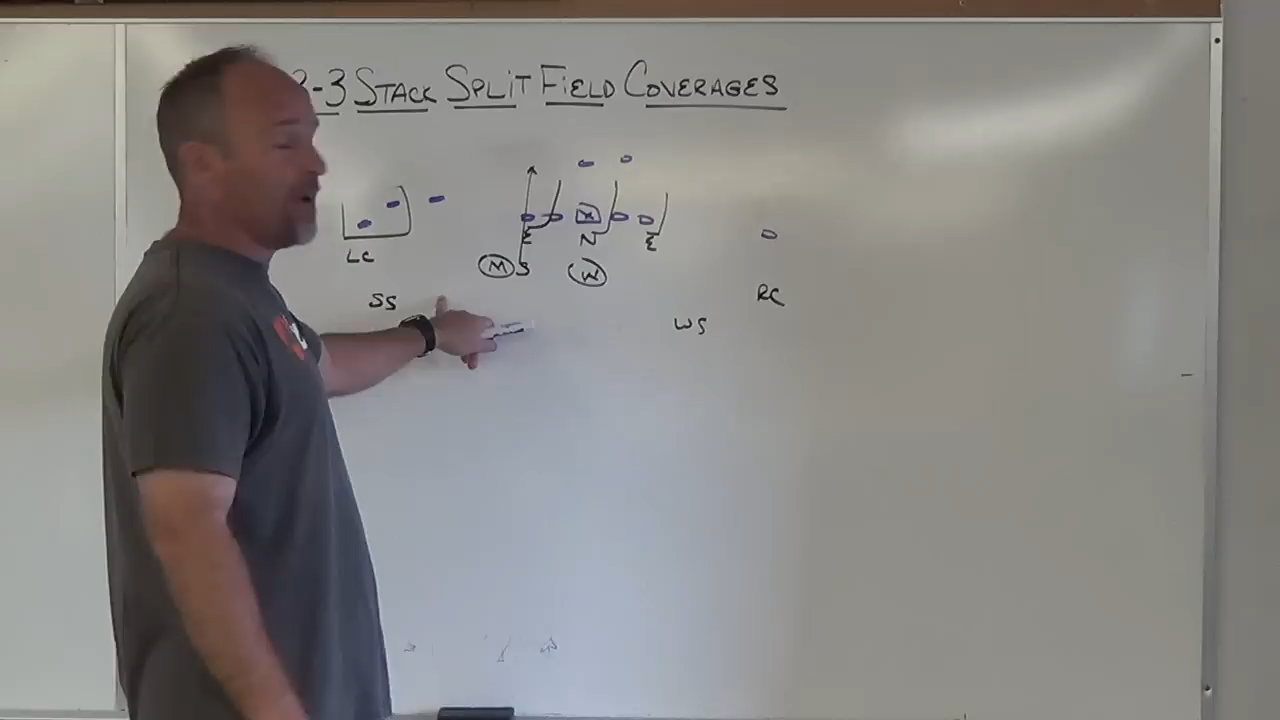 3-3 STACK SPLIT FIELD COVERAGES
E N E
LC M S W
SS RC
WS